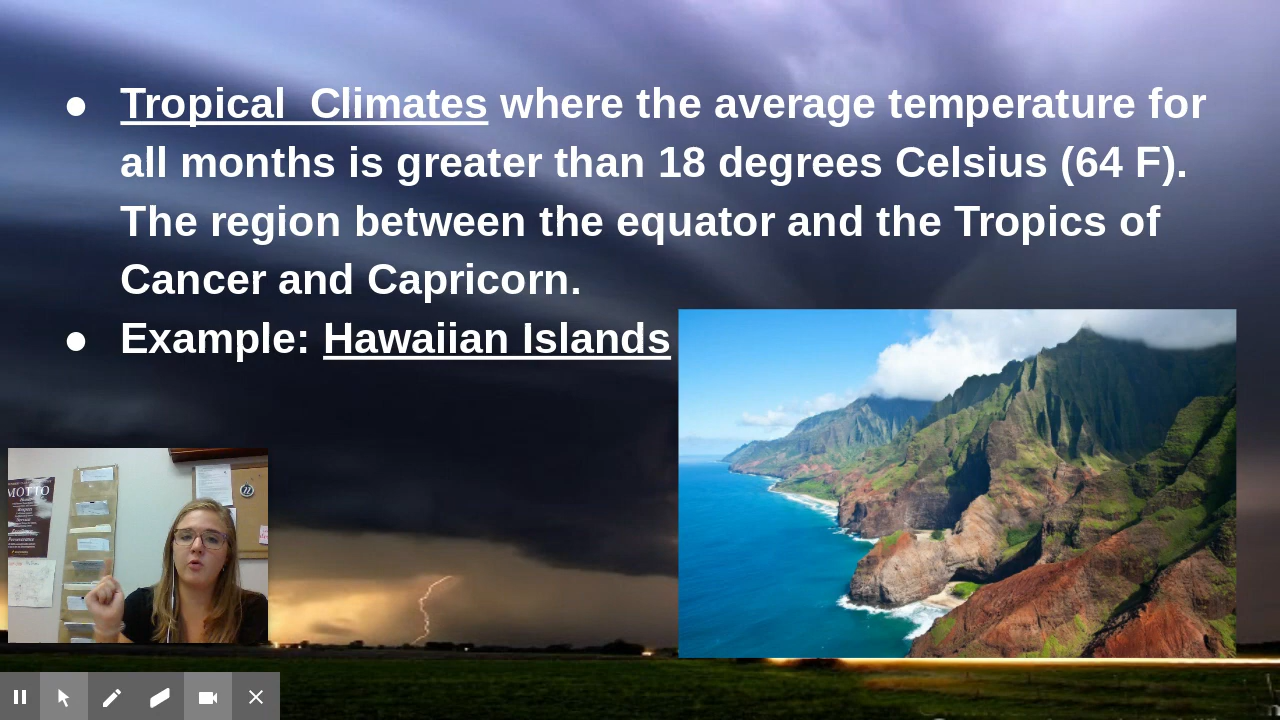 ● Tropical Climates where the average temperature for
all months is greater than 18 degrees Celsius (64 F).
The region between the equator and the Tropics of
Cancer and Capricorn.
● Example: Hawaiian Islands
MOTTO